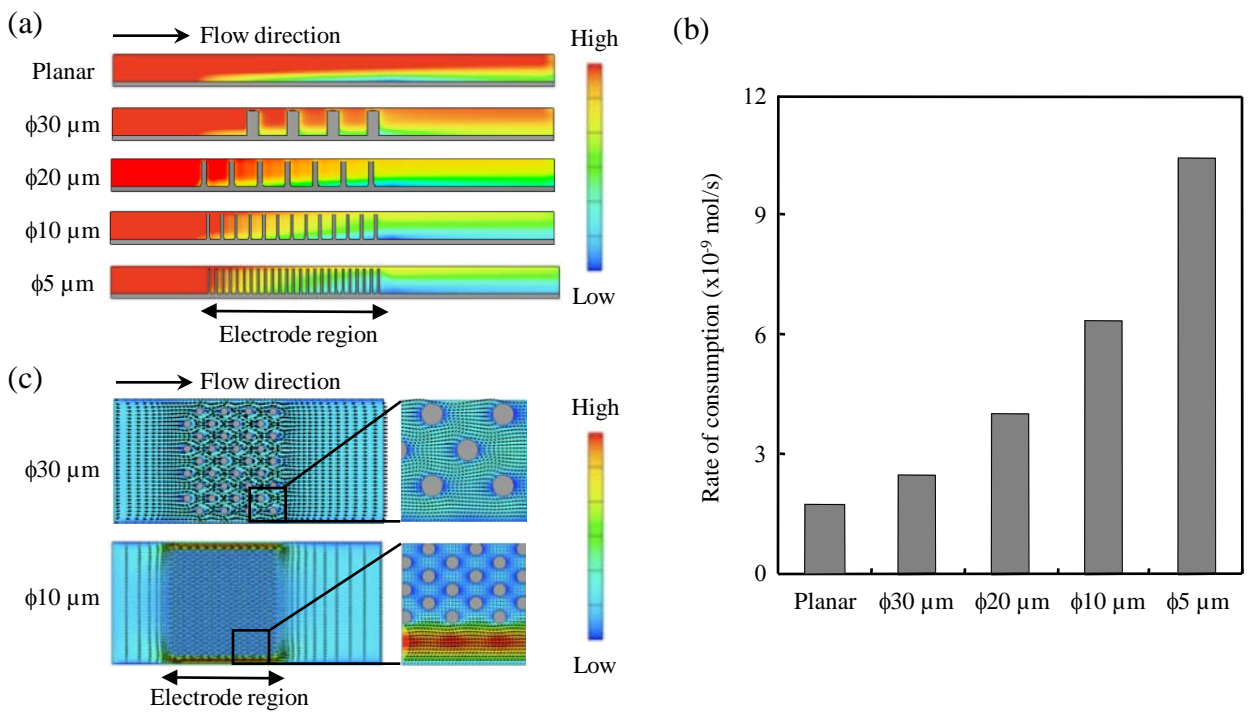 (a)
Flow direction
High
Planar
ϕ30 µm
ϕ20 µm
ϕ10 µm
ϕ5 µm
Low
Electrode region
(b)
Rate of consumption (x10⁻⁹ mol/s)
12
9
6
3
0
Planar
ϕ30 µm
ϕ20 µm
ϕ10 µm
ϕ5 µm
(c)
Flow direction
High
ϕ30 µm
ϕ10 µm
Low
Electrode region